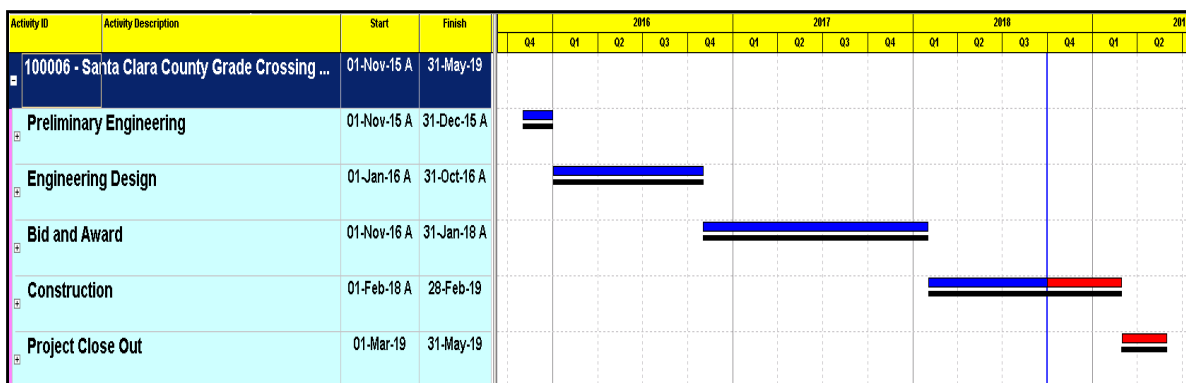 Activity ID Activity Description Start Finish 2016 2017 2018 201
Q4 Q1 Q2 Q3 Q4 Q1 Q2 Q3 Q4 Q1 Q2 Q3 Q4 Q1 Q2
100006 - Santa Clara County Grade Crossing ... 01-Nov-15 A 31-May-19
Preliminary Engineering 01-Nov-15 A 31-Dec-15 A
Engineering Design 01-Jan-16 A 31-Oct-16 A
Bid and Award 01-Nov-16 A 31-Jan-18 A
Construction 01-Feb-18 A 28-Feb-19
Project Close Out 01-Mar-19 31-May-19